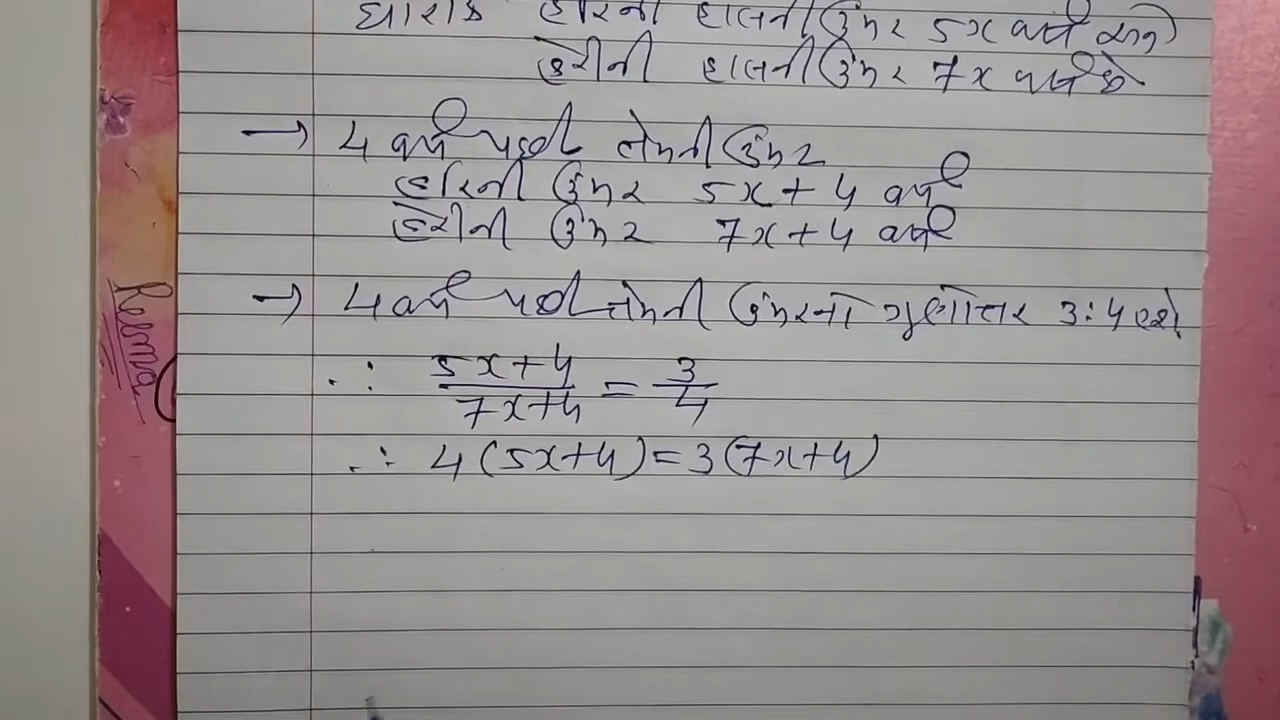 ધારોકે હરિની હાલની ઉંમર 5x વર્ષ અને
હેરીની હાલની ઉંમર 7x વર્ષ છે
→ 4 વર્ષ પછી તેમની ઉંમર
હરિની ઉંમર 5x+4 વર્ષ
હેરીની ઉંમર 7x+4 વર્ષ
→ 4 વર્ષ પછી તેમની ઉંમરનો ગુણોત્તર 3:4 થશે
∴ 5x+4/7x+4 = 3/4
∴ 4(5x+4)=3(7x+4)